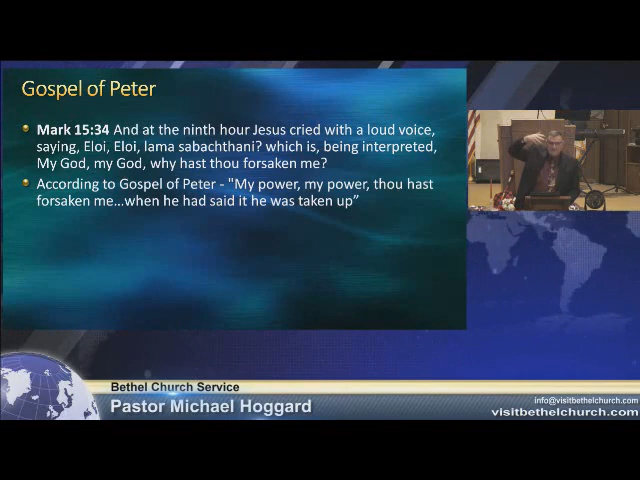 Gospel of Peter
Mark 15:34 And at the ninth hour Jesus cried with a loud voice,
saying, Eloi, Eloi, lama sabachthani? which is, being interpreted,
My God, my God, why hast thou forsaken me?
According to Gospel of Peter - "My power, my power, thou hast
forsaken me…when he had said it he was taken up”
Bethel Church Service
Pastor Michael Hoggard
info@visitbethelchurch.com
visitbethelchurch.com